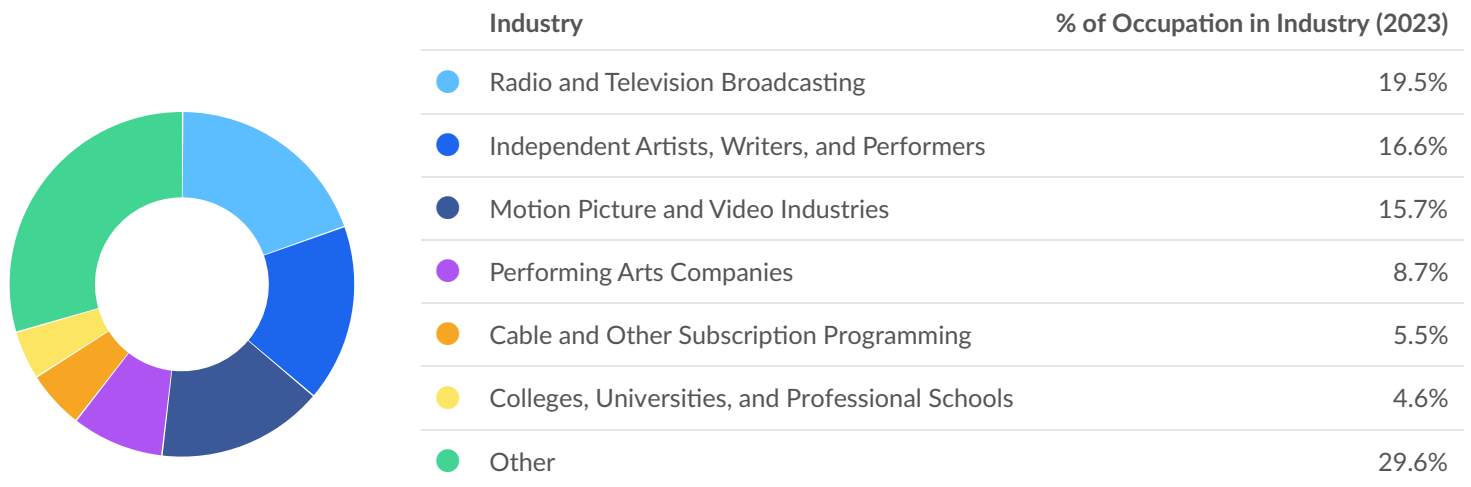 Industry % of Occupation in Industry (2023)
Radio and Television Broadcasting 19.5%
Independent Artists, Writers, and Performers 16.6%
Motion Picture and Video Industries 15.7%
Performing Arts Companies 8.7%
Cable and Other Subscription Programming 5.5%
Colleges, Universities, and Professional Schools 4.6%
Other 29.6%